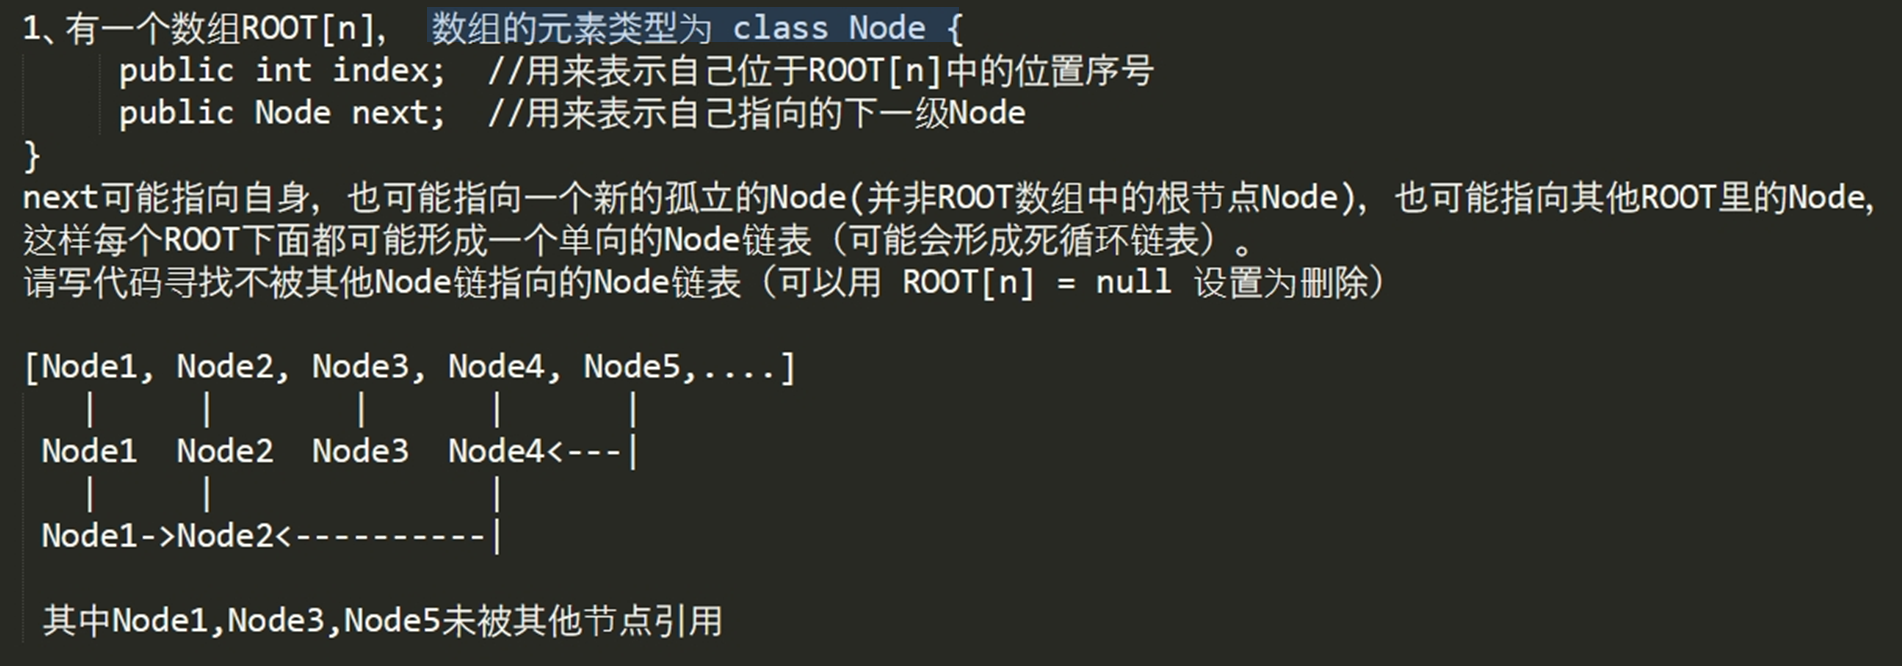 1、有一个数组ROOT[n]， 数组的元素类型为 class Node {
public int index; //用来表示自己位于ROOT[n]中的位置序号
public Node next; //用来表示自己指向的下一级Node
}
next可能指向自身，也可能指向一个新的孤立的Node(并非ROOT数组中的根节点Node)，也可能指向其他ROOT里的Node，
这样每个ROOT下面都可能形成一个单向的Node链表（可能会形成死循环链表）。
请写代码寻找不被其他Node链指向的Node链表（可以用 ROOT[n] = null 设置为删除）
[Node1, Node2, Node3, Node4, Node5,....]
| | | | |
Node1 Node2 Node3 Node4<---|
| | |
Node1->Node2<----------|
其中Node1,Node3,Node5未被其他节点引用